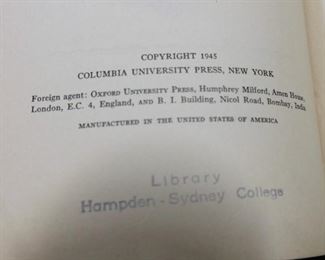 COPYRIGHT 1945
COLUMBIA UNIVERSITY PRESS, NEW YORK
Foreign agent: OXFORD UNIVERSITY PRESS, Humphrey Milford, Amen House,
London, E.C. 4, England, AND B. I. Building, Nicol Road, Bombay, India
MANUFACTURED IN THE UNITED STATES OF AMERICA
Library
Hampden-Sydney College